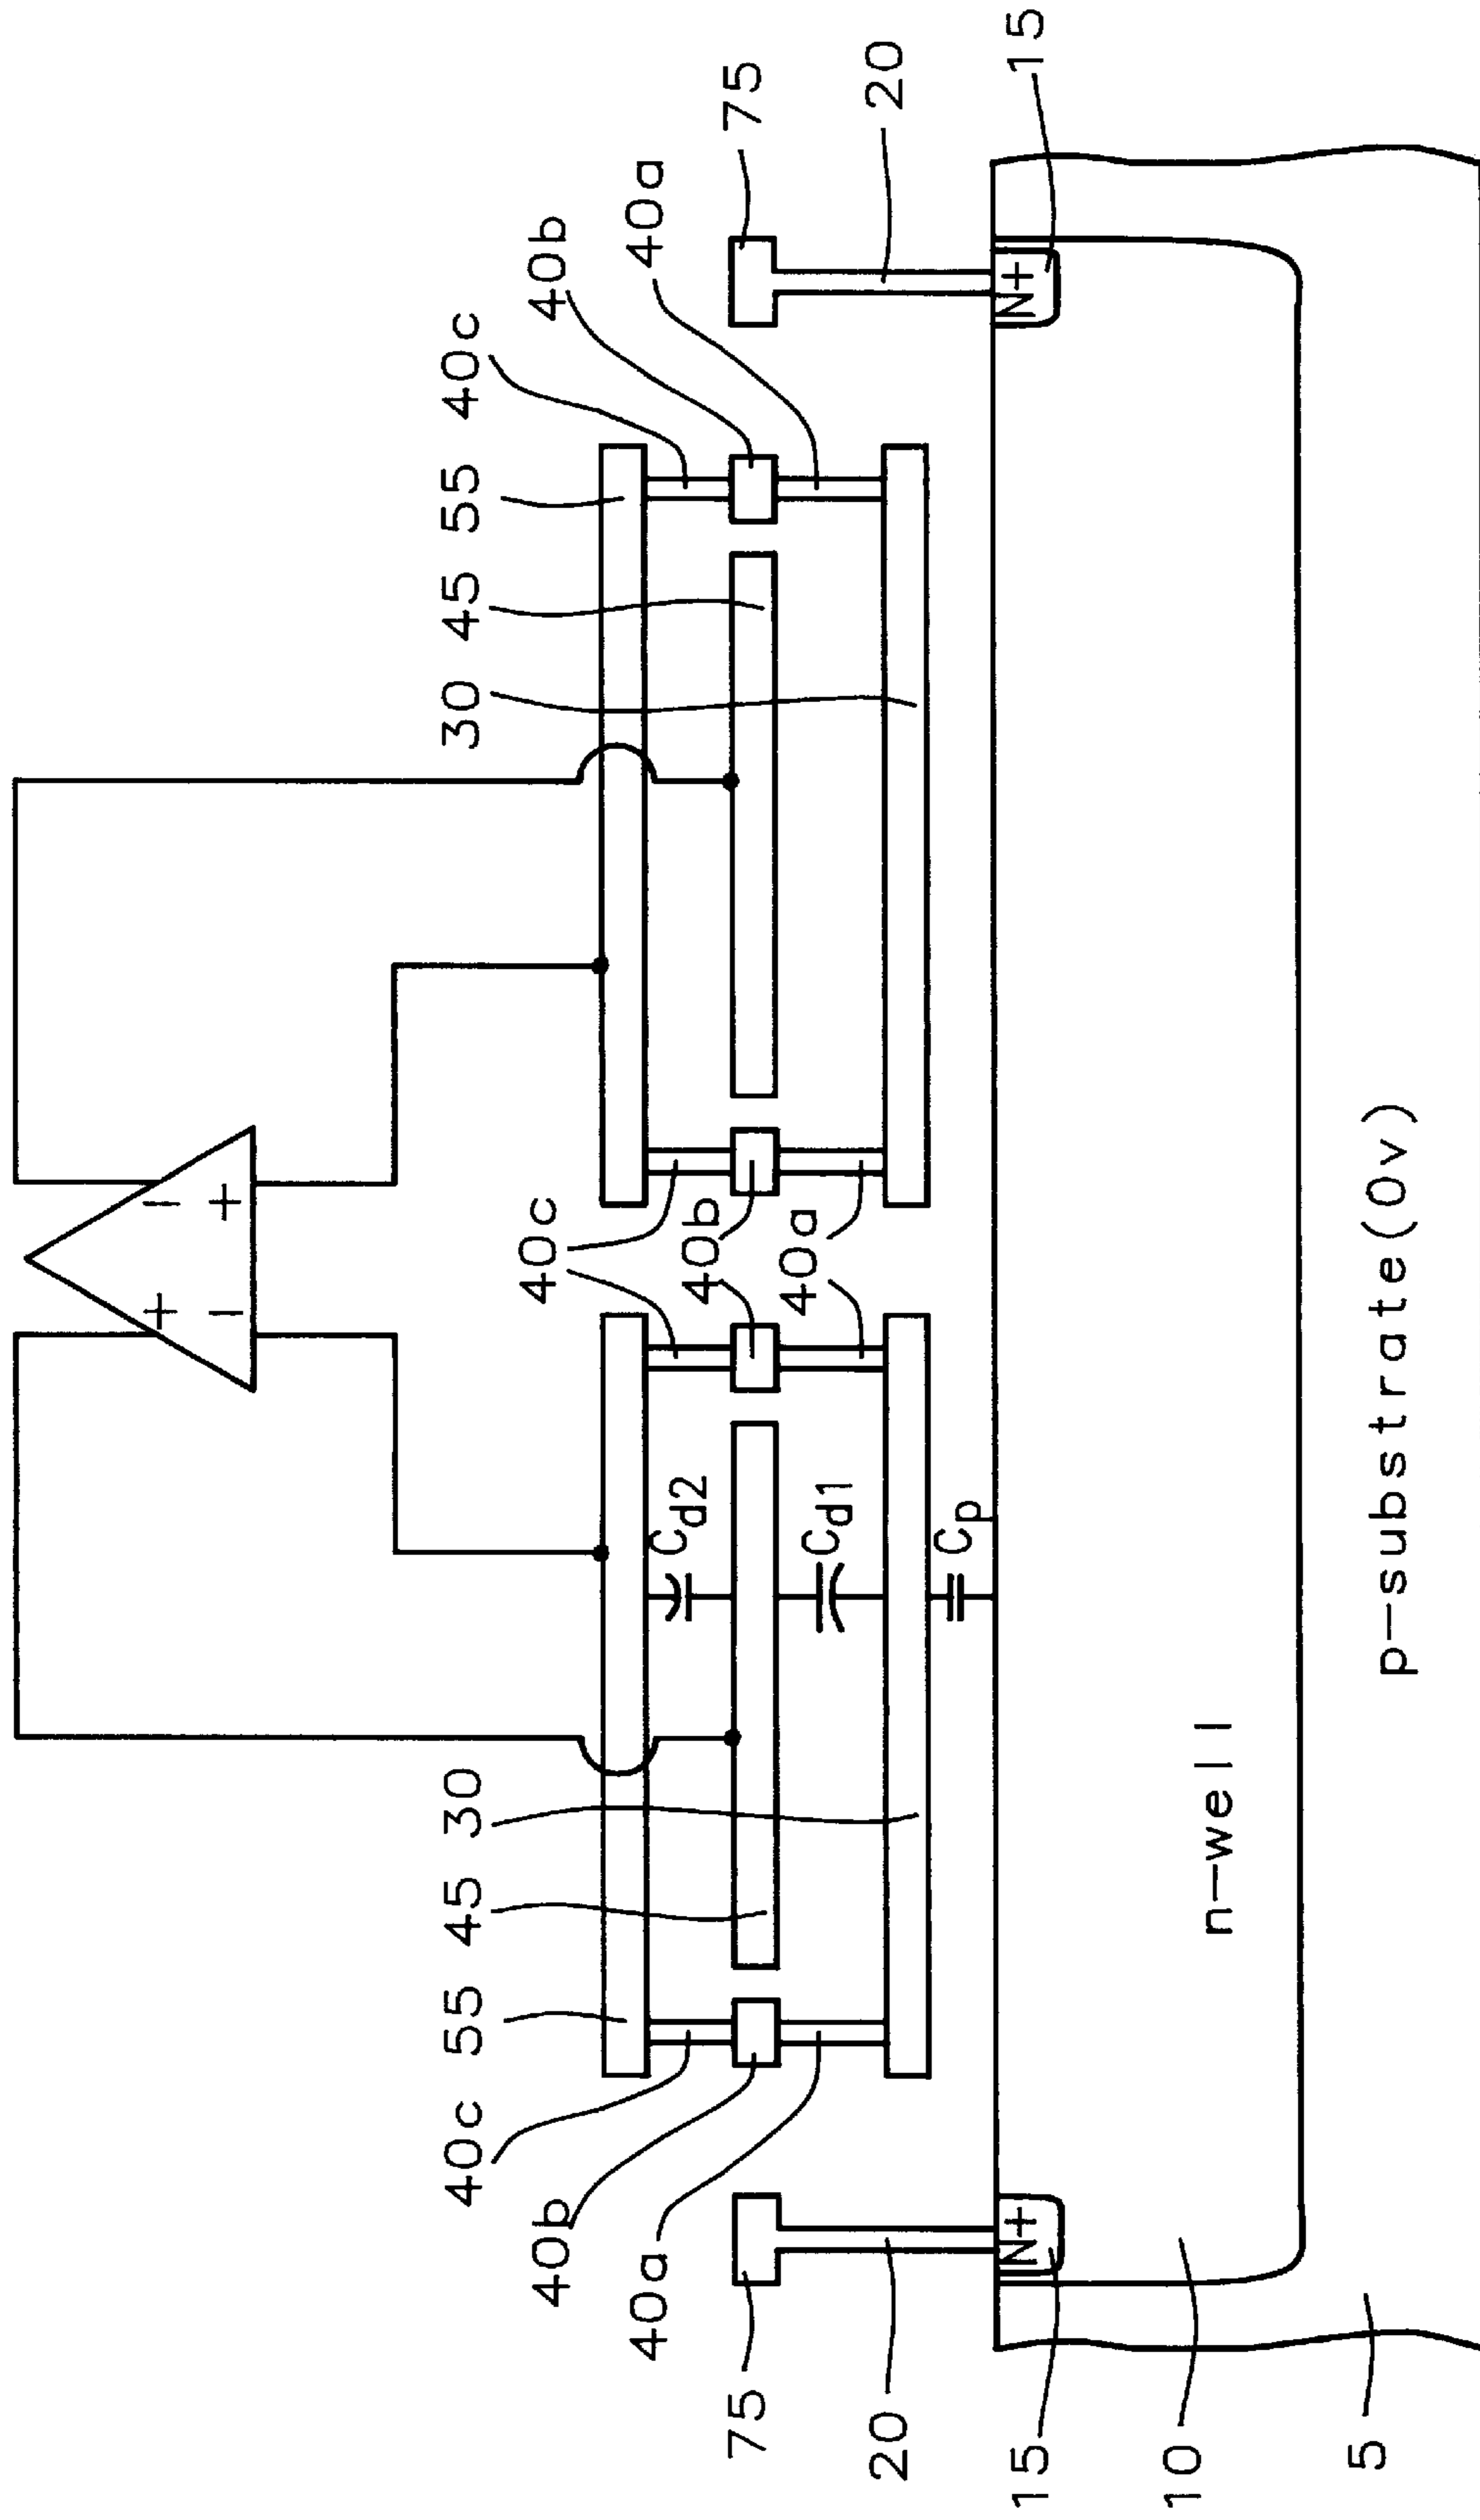 + −
− +
40c 55 45 30 30 45 55 40c
40b 40c 40b
40a Cd2 40b 40a
75 75
Cd1 40a
20 20
Cp
15 N+ N+ 15
10 n-well
5 p-substrate(0v)